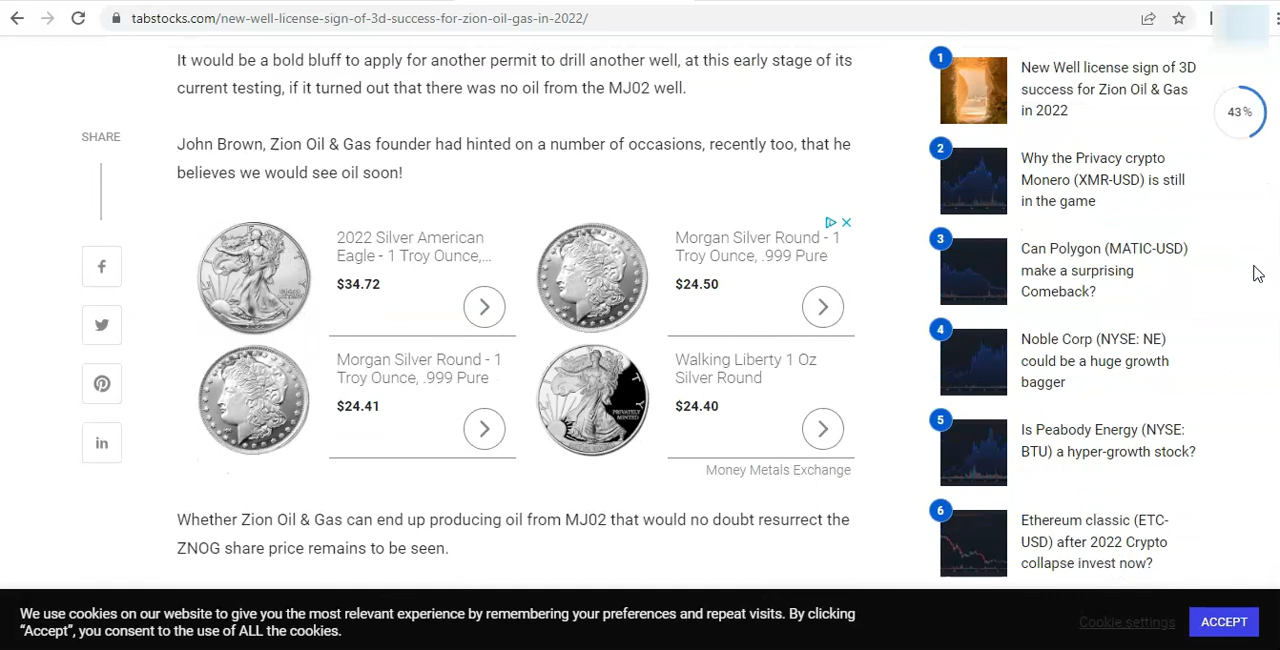 tabstocks.com/new-well-license-sign-of-3d-success-for-zion-oil-gas-in-2022/
It would be a bold bluff to apply for another permit to drill another well, at this early stage of its
current testing, if it turned out that there was no oil from the MJ02 well.
SHARE
John Brown, Zion Oil & Gas founder had hinted on a number of occasions, recently too, that he
believes we would see oil soon!
2022 Silver American
Eagle - 1 Troy Ounce,...
$34.72
Morgan Silver Round - 1
Troy Ounce, .999 Pure
$24.50
Morgan Silver Round - 1
Troy Ounce, .999 Pure
$24.41
Walking Liberty 1 Oz
Silver Round
$24.40
PRIVATELY
MINTED
Money Metals Exchange
Whether Zion Oil & Gas can end up producing oil from MJ02 that would no doubt resurrect the
ZNOG share price remains to be seen.
1
New Well license sign of 3D
success for Zion Oil & Gas
in 2022
43%
2
Why the Privacy crypto
Monero (XMR-USD) is still
in the game
3
Can Polygon (MATIC-USD)
make a surprising
Comeback?
4
Noble Corp (NYSE: NE)
could be a huge growth
bagger
5
Is Peabody Energy (NYSE:
BTU) a hyper-growth stock?
6
Ethereum classic (ETC-
USD) after 2022 Crypto
collapse invest now?
We use cookies on our website to give you the most relevant experience by remembering your preferences and repeat visits. By clicking
“Accept”, you consent to the use of ALL the cookies.
Cookie settings
ACCEPT